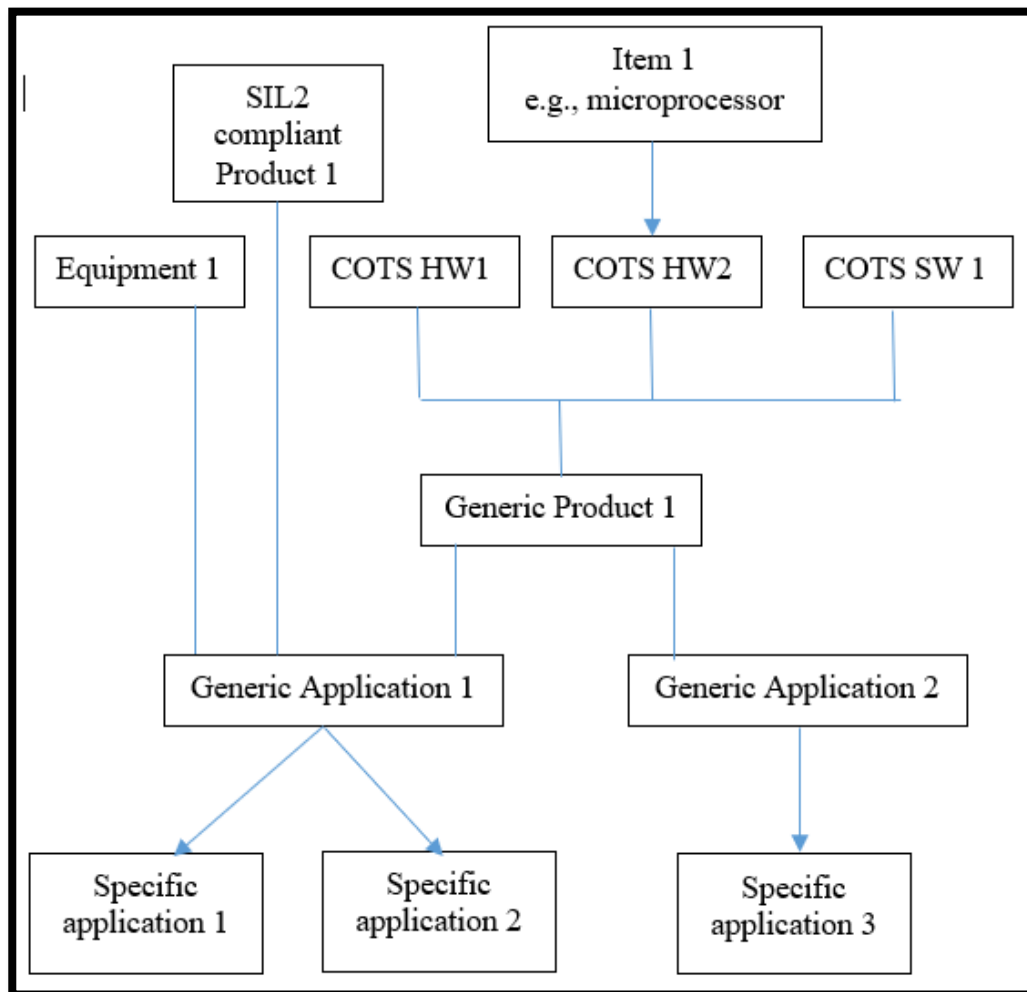 Item 1
e.g., microprocessor
SIL2
compliant
Product 1
Equipment 1
COTS HW1
COTS HW2
COTS SW 1
Generic Product 1
Generic Application 1
Generic Application 2
Specific
application 1
Specific
application 2
Specific
application 3